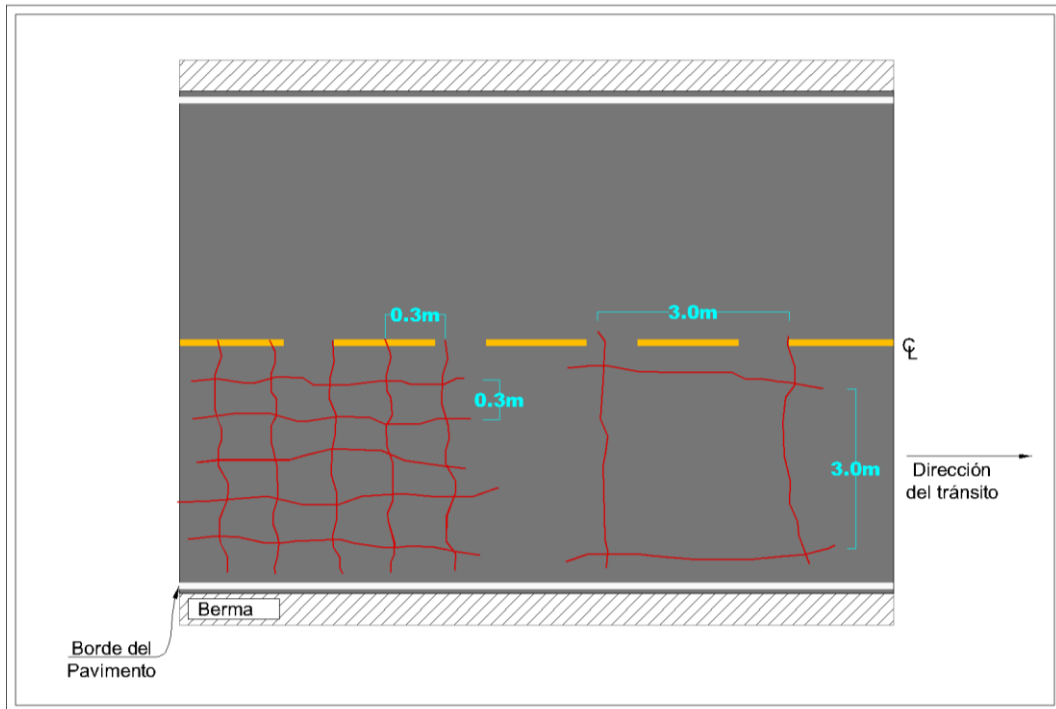 0.3m
3.0m
℄
0.3m
3.0m
Dirección
del tránsito
Berma
Borde del
Pavimento